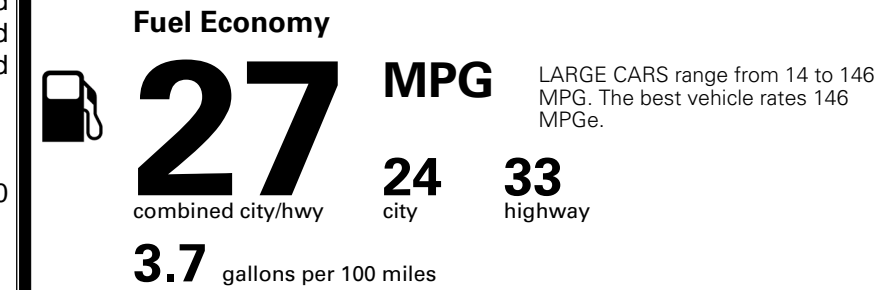 Fuel Economy
27
MPG
LARGE CARS range from 14 to 146
MPG. The best vehicle rates 146
MPGe.
24 33
combined city/hwy city highway
3.7 gallons per 100 miles